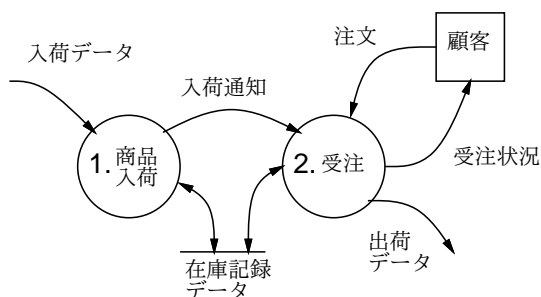 入荷データ
注文
顧客
入荷通知
1. 商品
入荷
2. 受注
受注状況
在庫記録
データ
出荷
データ